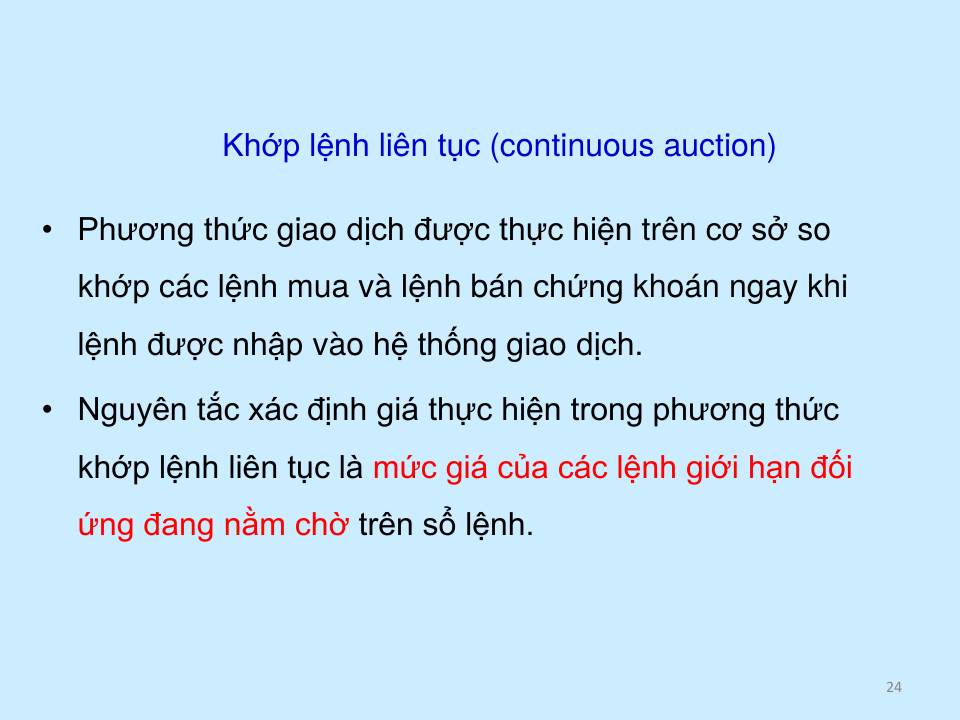 Khớp lệnh liên tục (continuous auction)
• Phương thức giao dịch được thực hiện trên cơ sở so
khớp các lệnh mua và lệnh bán chứng khoán ngay khi
lệnh được nhập vào hệ thống giao dịch.
• Nguyên tắc xác định giá thực hiện trong phương thức
khớp lệnh liên tục là mức giá của các lệnh giới hạn đối
ứng đang nằm chờ trên sổ lệnh.
24